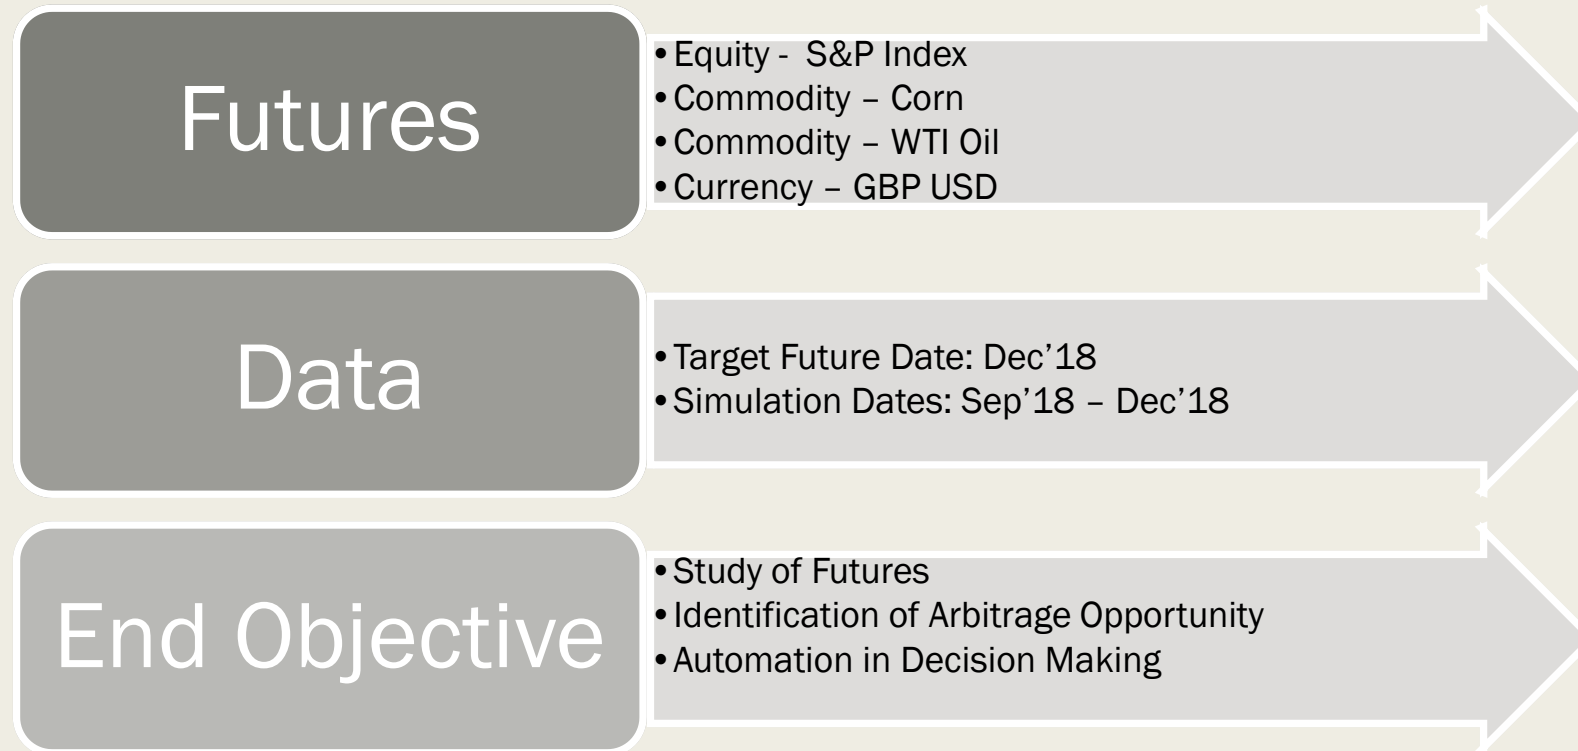 Futures
•Equity -  S&P Index
•Commodity – Corn
•Commodity – WTI Oil
•Currency – GBP USD
Data
•Target Future Date: Dec’18
•Simulation Dates: Sep’18 – Dec’18
End Objective
•Study of Futures
•Identification of Arbitrage Opportunity
•Automation in Decision Making